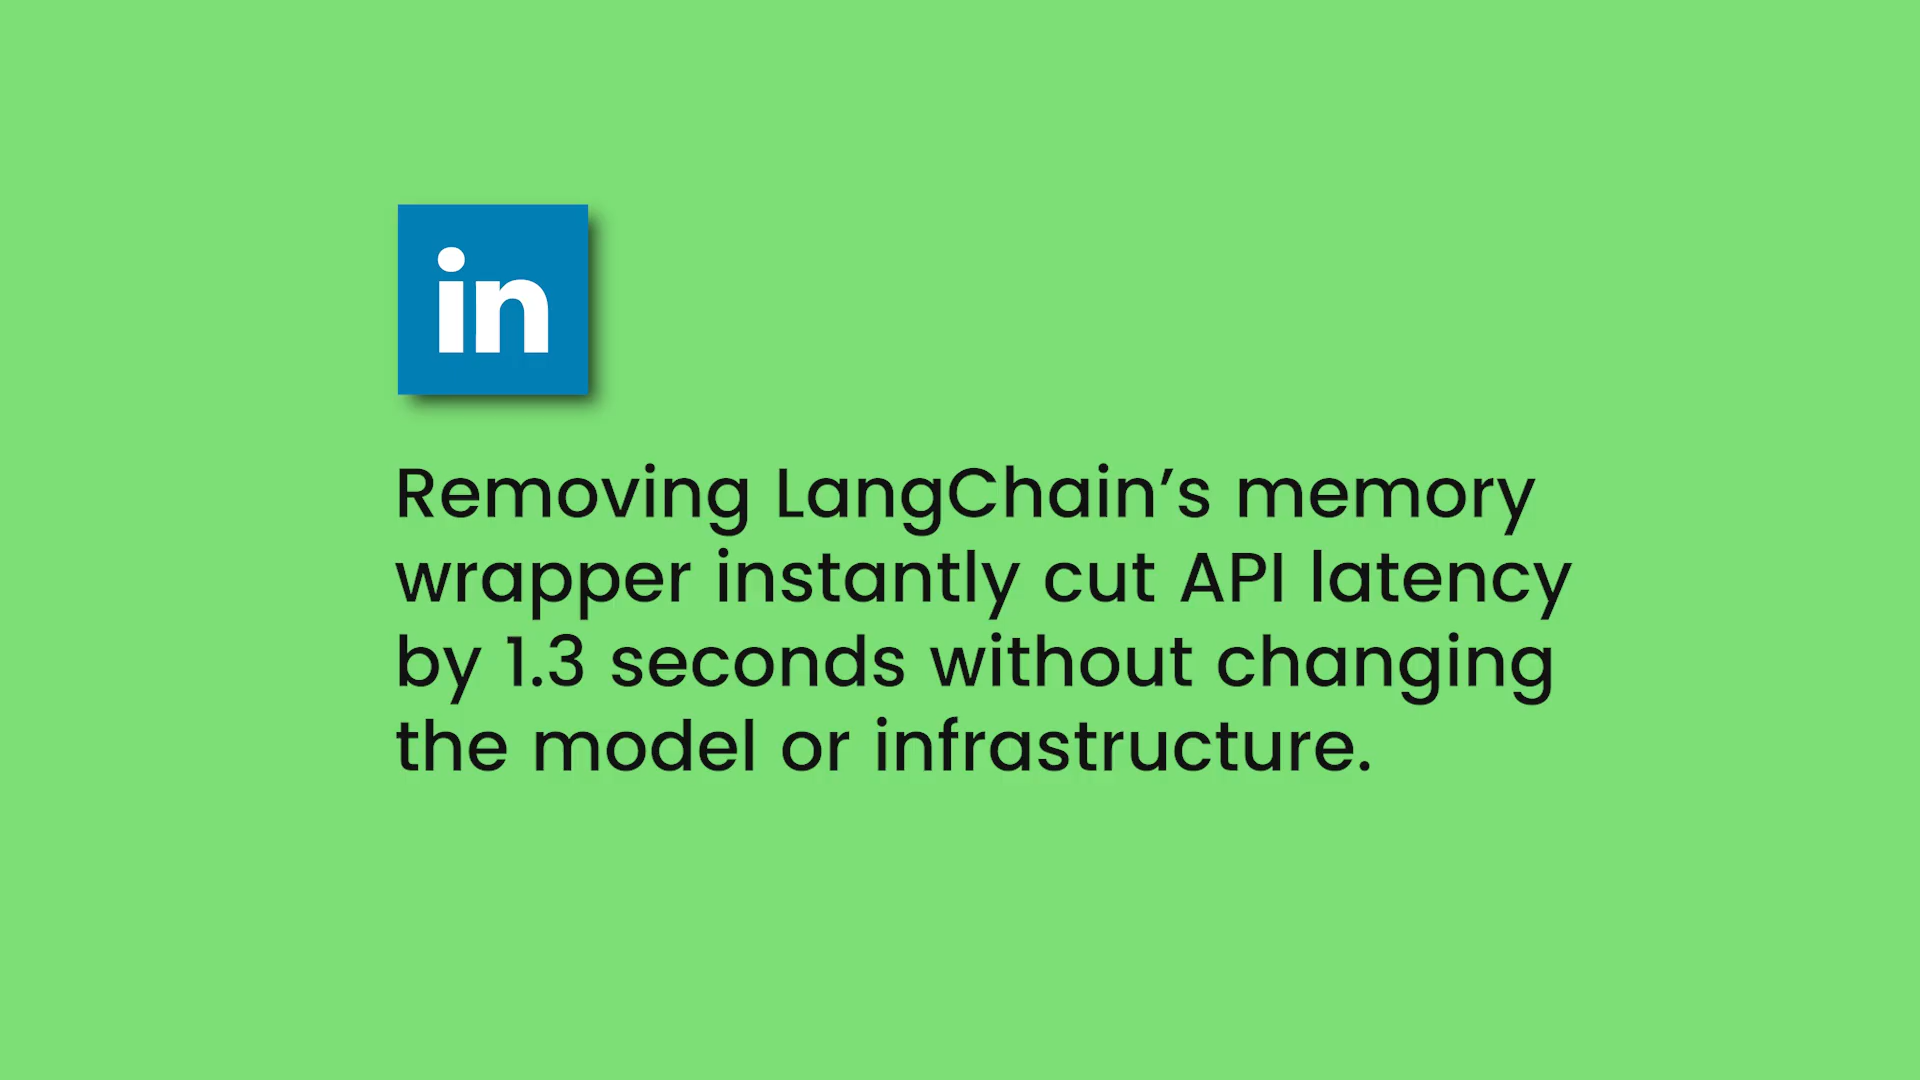 in
Removing LangChain’s memory
wrapper instantly cut API latency
by 1.3 seconds without changing
the model or infrastructure.